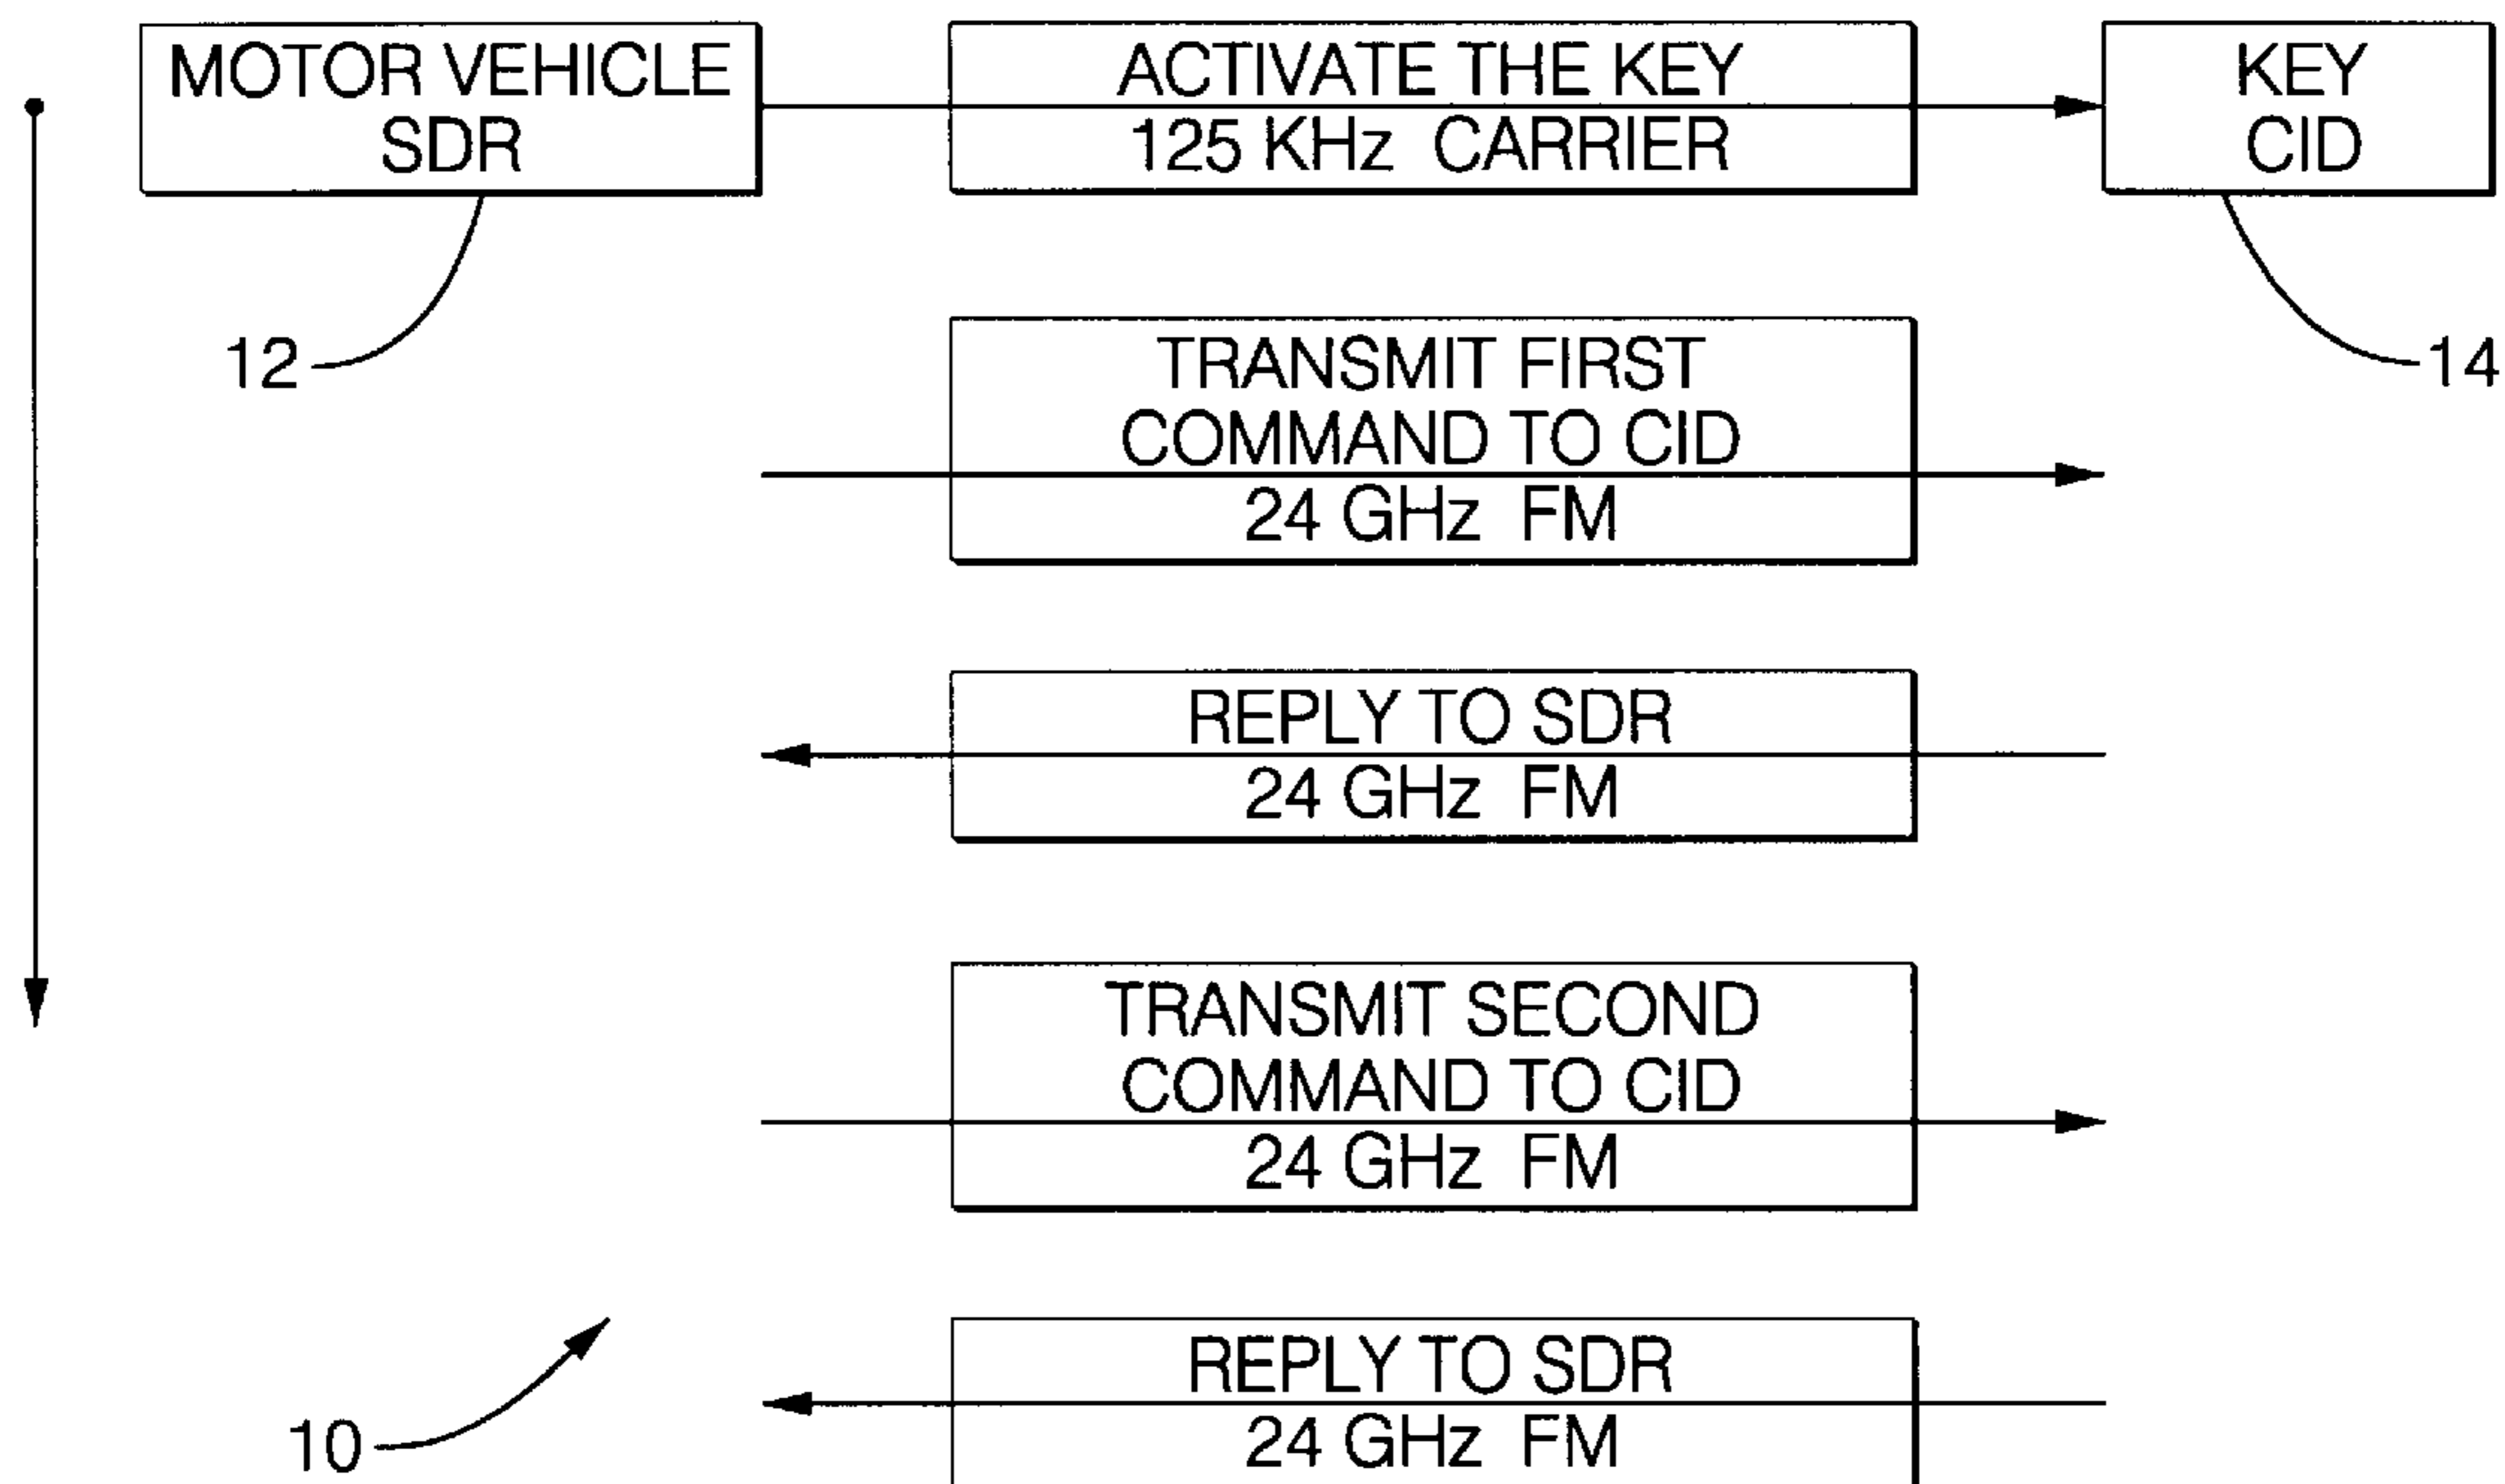 MOTOR VEHICLE
SDR
ACTIVATE THE KEY
125 KHz CARRIER
KEY
CID
12
14
TRANSMIT FIRST
COMMAND TO CID
24 GHz FM
REPLY TO SDR
24 GHz FM
TRANSMIT SECOND
COMMAND TO CID
24 GHz FM
REPLY TO SDR
24 GHz FM
10